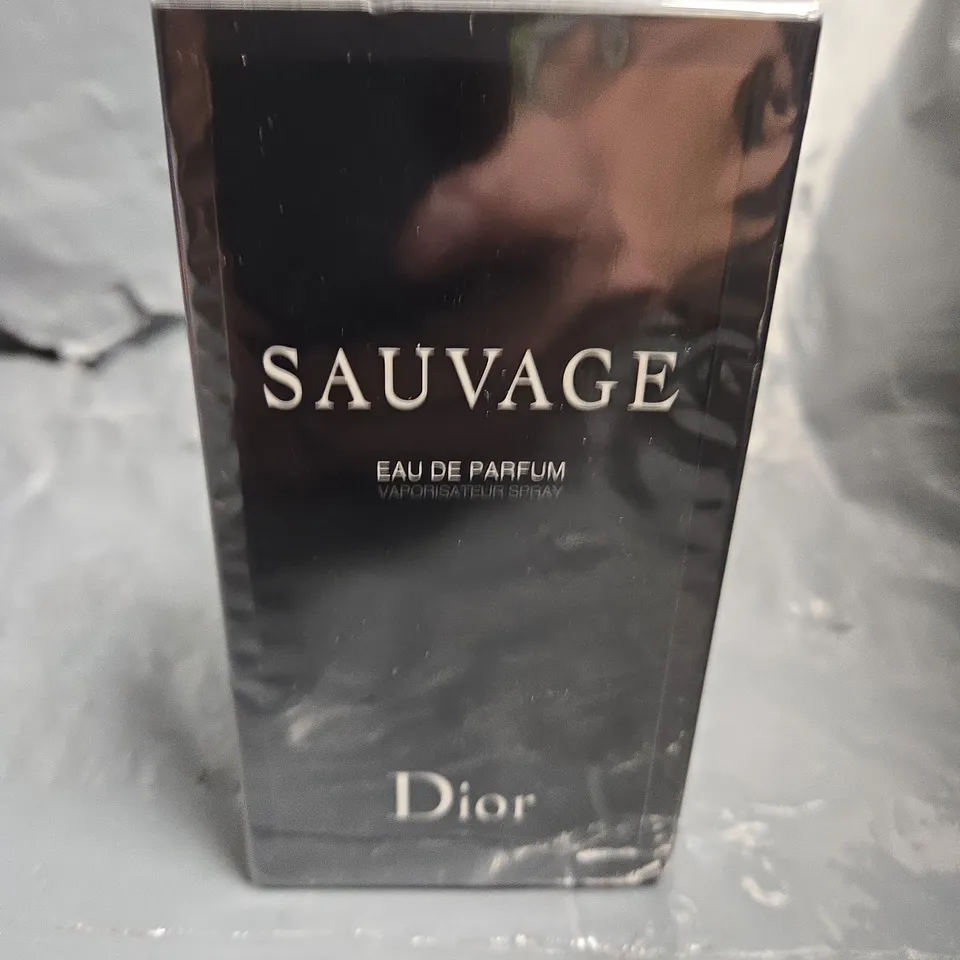 SAUVAGE
EAU DE PARFUM
VAPORISATEUR SPRAY
Dior